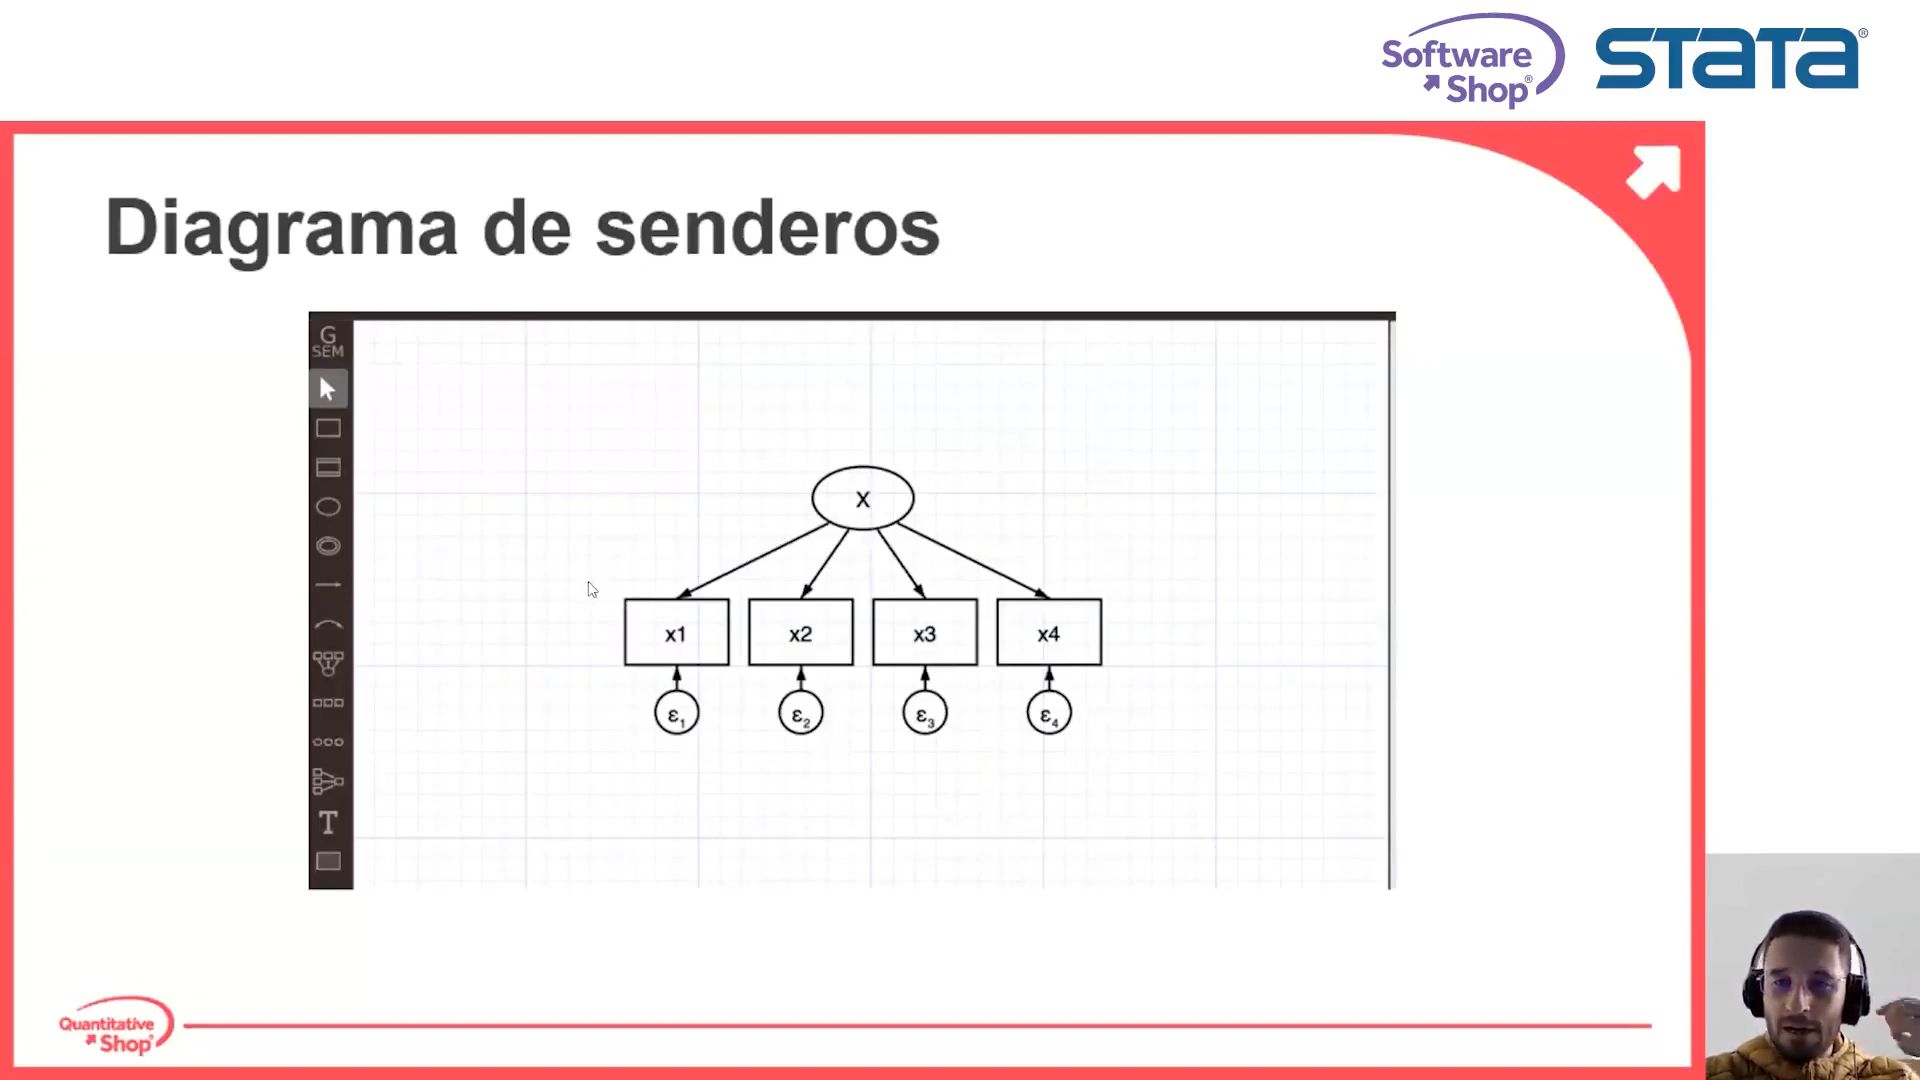 Software
Shop®
STATA®
Diagrama de senderos
G
SEM
X
x1 x2 x3 x4
ε1 ε2 ε3 ε4
T
Quantitative
Shop